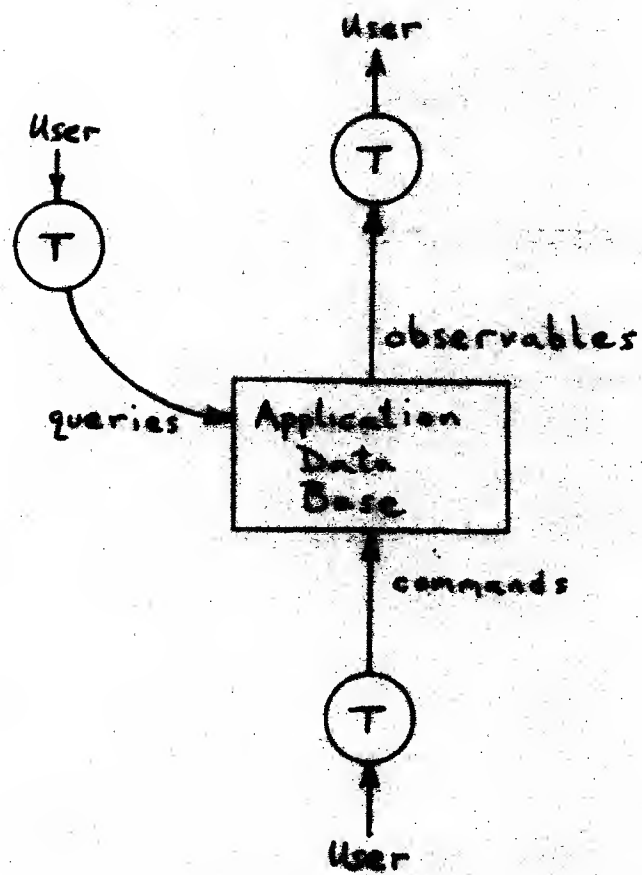 User
T
User
T
observables
queries
Application
Data
Base
commands
T
User